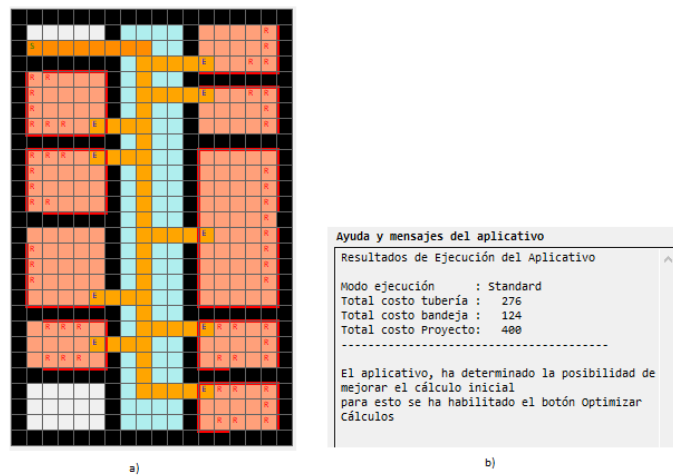 R
S R
E R R
R R
R E R
R R
R R R E R
R R R E R
R R
R R
R R R
R
E R
R R
R R
R R
E R
R R R E R R R
E R
R R R R R R
E R
R
R R R
a)
Ayuda y mensajes del aplicativo
Resultados de Ejecución del Aplicativo
Modo ejecución : Standard
Total costo tubería : 276
Total costo bandeja : 124
Total costo Proyecto: 400
----------------------------------------
El aplicativo, ha determinado la posibilidad de
mejorar el cálculo inicial
para esto se ha habilitado el botón Optimizar
Cálculos
b)